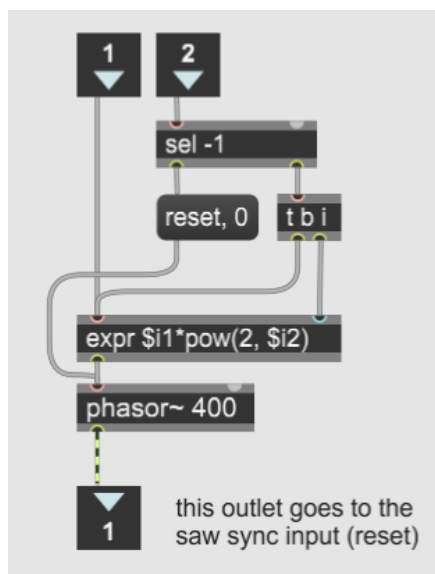 1
2
sel -1
reset, 0
t b i
expr $i1*pow(2, $i2)
phasor~ 400
1
this outlet goes to the
saw sync input (reset)